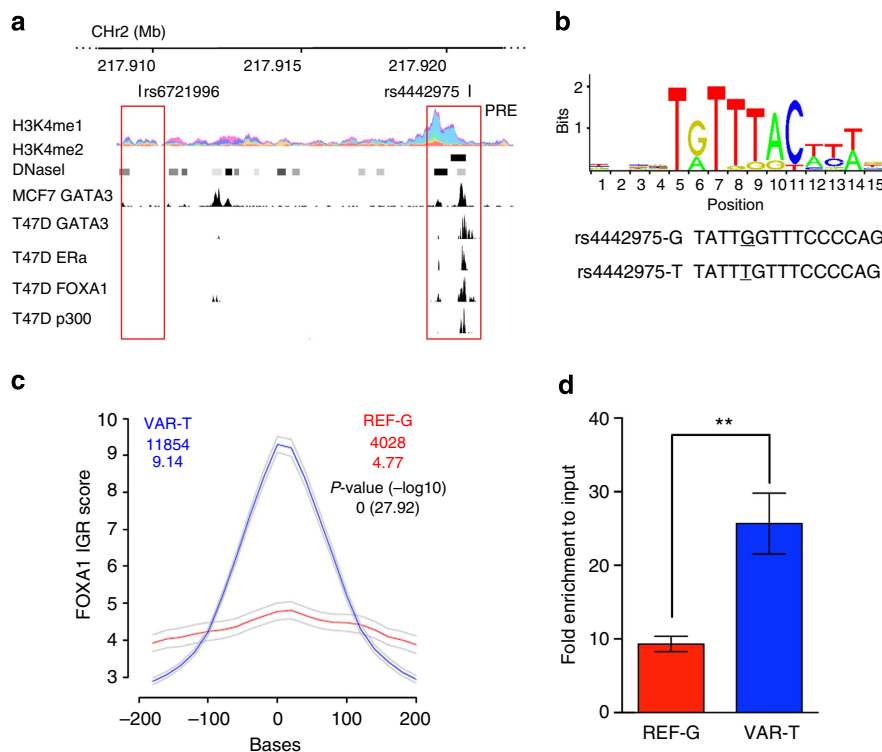 a
CHr2 (Mb)
217.910 217.915 217.920
rs6721996 rs4442975
PRE
H3K4me1
H3K4me2
DNaseI
MCF7 GATA3
T47D GATA3
T47D ERa
T47D FOXA1
T47D p300
b
2
1
Bits
T
G
A
T
T
T
A
C
T
A
T
T
A
1 2 3 4 5 6 7 8 9 10 11 12 13 14 15
Position
rs4442975-G TATTGGTTTCCCCAG
rs4442975-T TATTTGTTTCCCCAG
c
10
9
8
7
6
5
4
3
FOXA1 IGR score
VAR-T
11854
9.14
REF-G
4028
4.77
P-value (–log10)
0 (27.92)
–200 –100 0 100 200
Bases
d
40
30
20
10
0
Fold enrichment to input
**
REF-G VAR-T